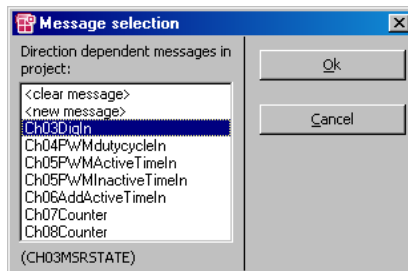 Message selection
Direction dependent messages in
project:
<clear message>
<new message>
Ch03DigIn
Ch04PWMdutycycleIn
Ch05PWMActiveTimeIn
Ch05PWMInactiveTimeIn
Ch06AddActiveTimeIn
Ch07Counter
Ch08Counter
(CH03MSRSTATE)
Ok
Cancel